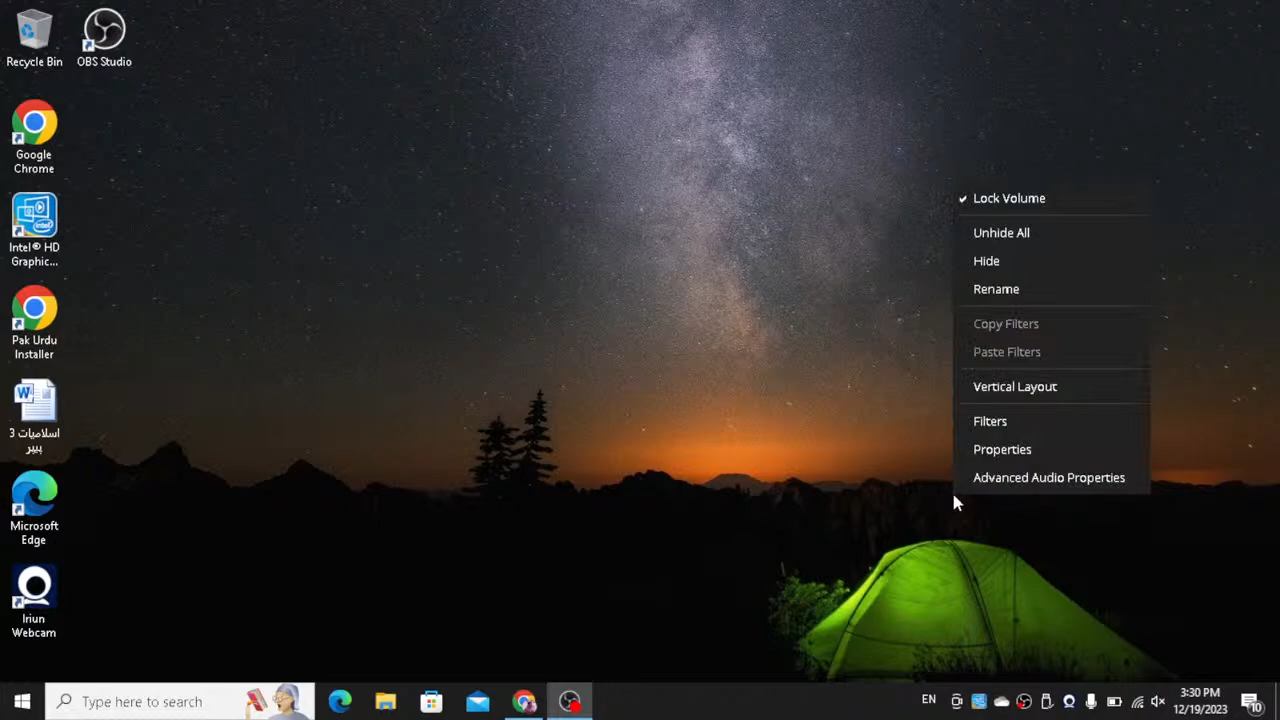 Recycle Bin
OBS Studio
Google
Chrome
Intel® HD
Graphic...
Pak Urdu
Installer
اسلامیات 3
پیپر
Microsoft
Edge
Iriun
Webcam
Lock Volume
Unhide All
Hide
Rename
Copy Filters
Paste Filters
Vertical Layout
Filters
Properties
Advanced Audio Properties
Type here to search
EN
3:30 PM
12/19/2023
10